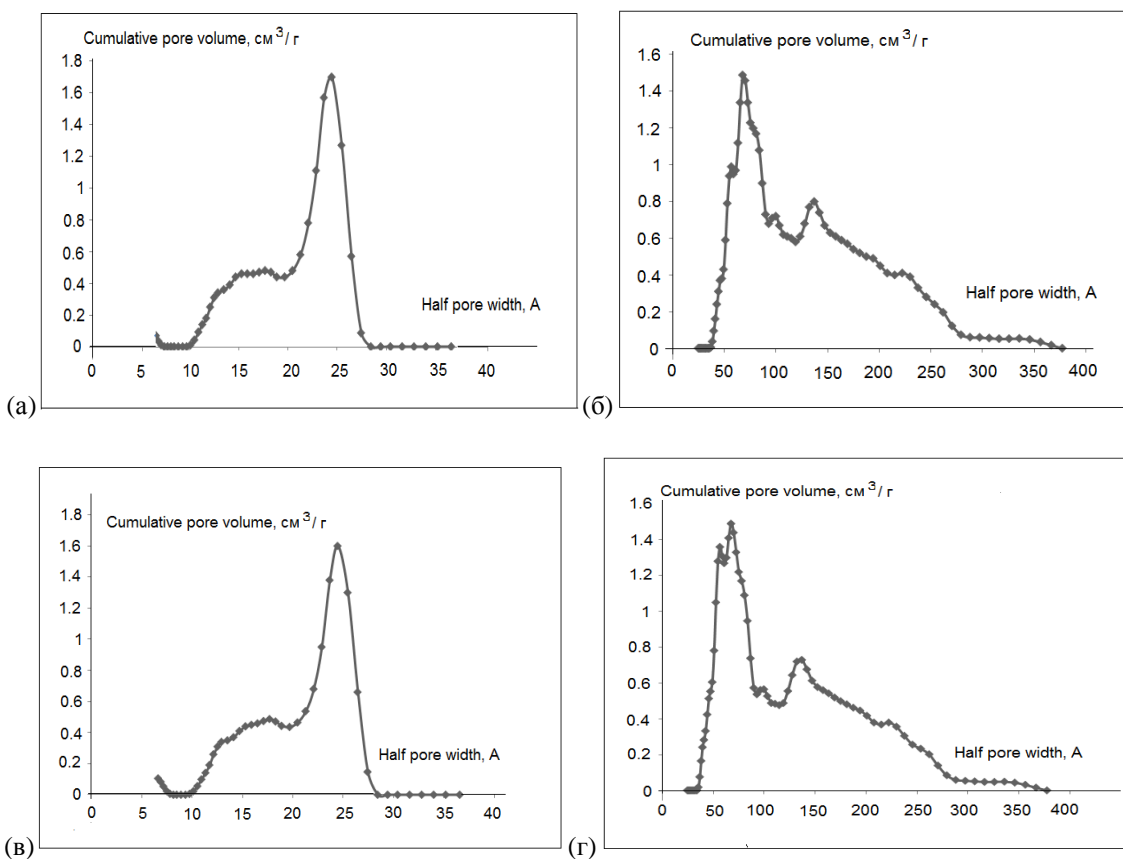 Cumulative pore volume, см³/ г
1.8
1.6
1.4
1.2
1
0.8
0.6
0.4
0.2
0
Half pore width, A
0 5 10 15 20 25 30 35 40
(а)
Cumulative pore volume, см³/ г
1.6
1.4
1.2
1
0.8
0.6
0.4
0.2
0
Half pore width, A
0 50 100 150 200 250 300 350 400
(б)
Cumulative pore volume, см³/ г
1.8
1.6
1.4
1.2
1
0.8
0.6
0.4
0.2
0
Half pore width, A
0 5 10 15 20 25 30 35 40
(в)
Cumulative pore volume, см³/ г
1.6
1.4
1.2
1
0.8
0.6
0.4
0.2
0
Half pore width, A
0 50 100 150 200 250 300 350 400
(г)